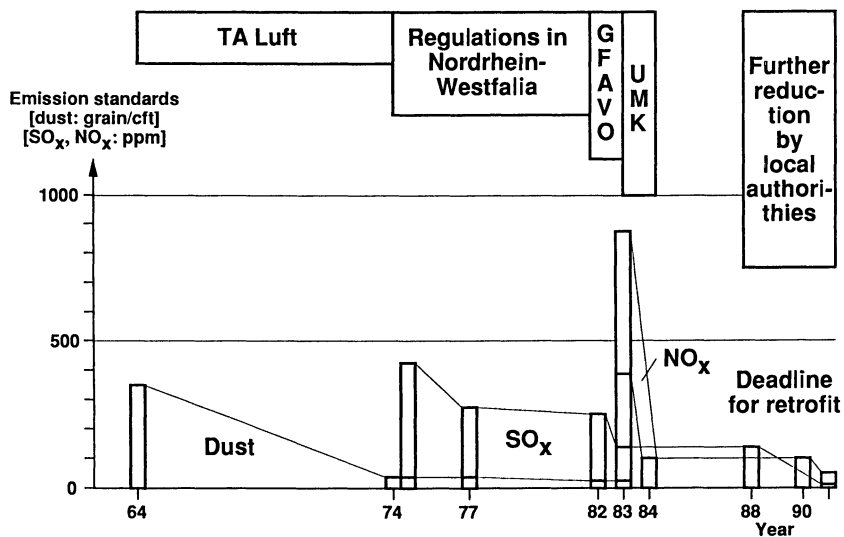 TA Luft
Regulations in
Nordrhein-
Westfalia
G
F
A
V
O
U
M
K
Further
reduc-
tion
by
local
authori-
thies
Emission standards
[dust: grain/cft]
[SOx, NOx: ppm]
1000
500
0
Dust
SOx
NOx
Deadline
for retrofit
64 74 77 82 83 84 88 90
Year